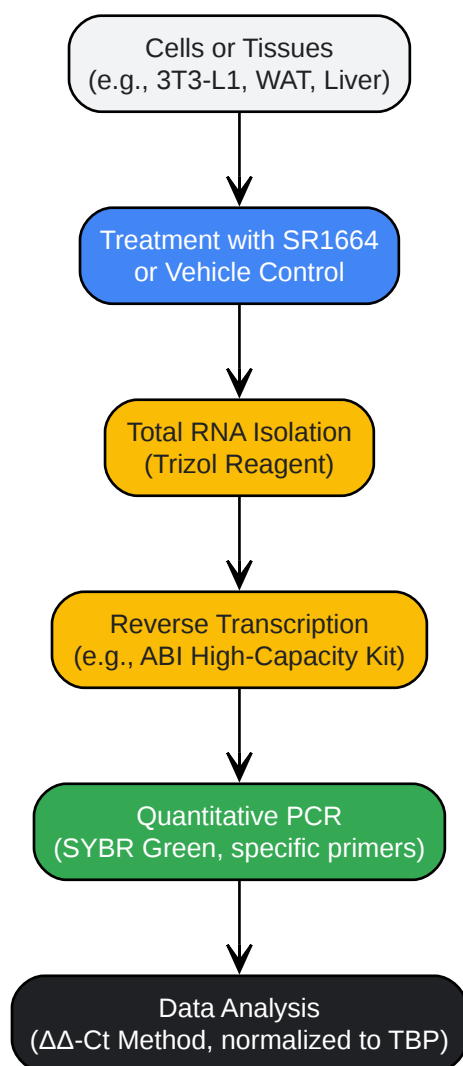 Cells or Tissues
(e.g., 3T3-L1, WAT, Liver)
Treatment with SR1664
or Vehicle Control
Total RNA Isolation
(Trizol Reagent)
Reverse Transcription
(e.g., ABI High-Capacity Kit)
Quantitative PCR
(SYBR Green, specific primers)
Data Analysis
(ΔΔ-Ct Method, normalized to TBP)